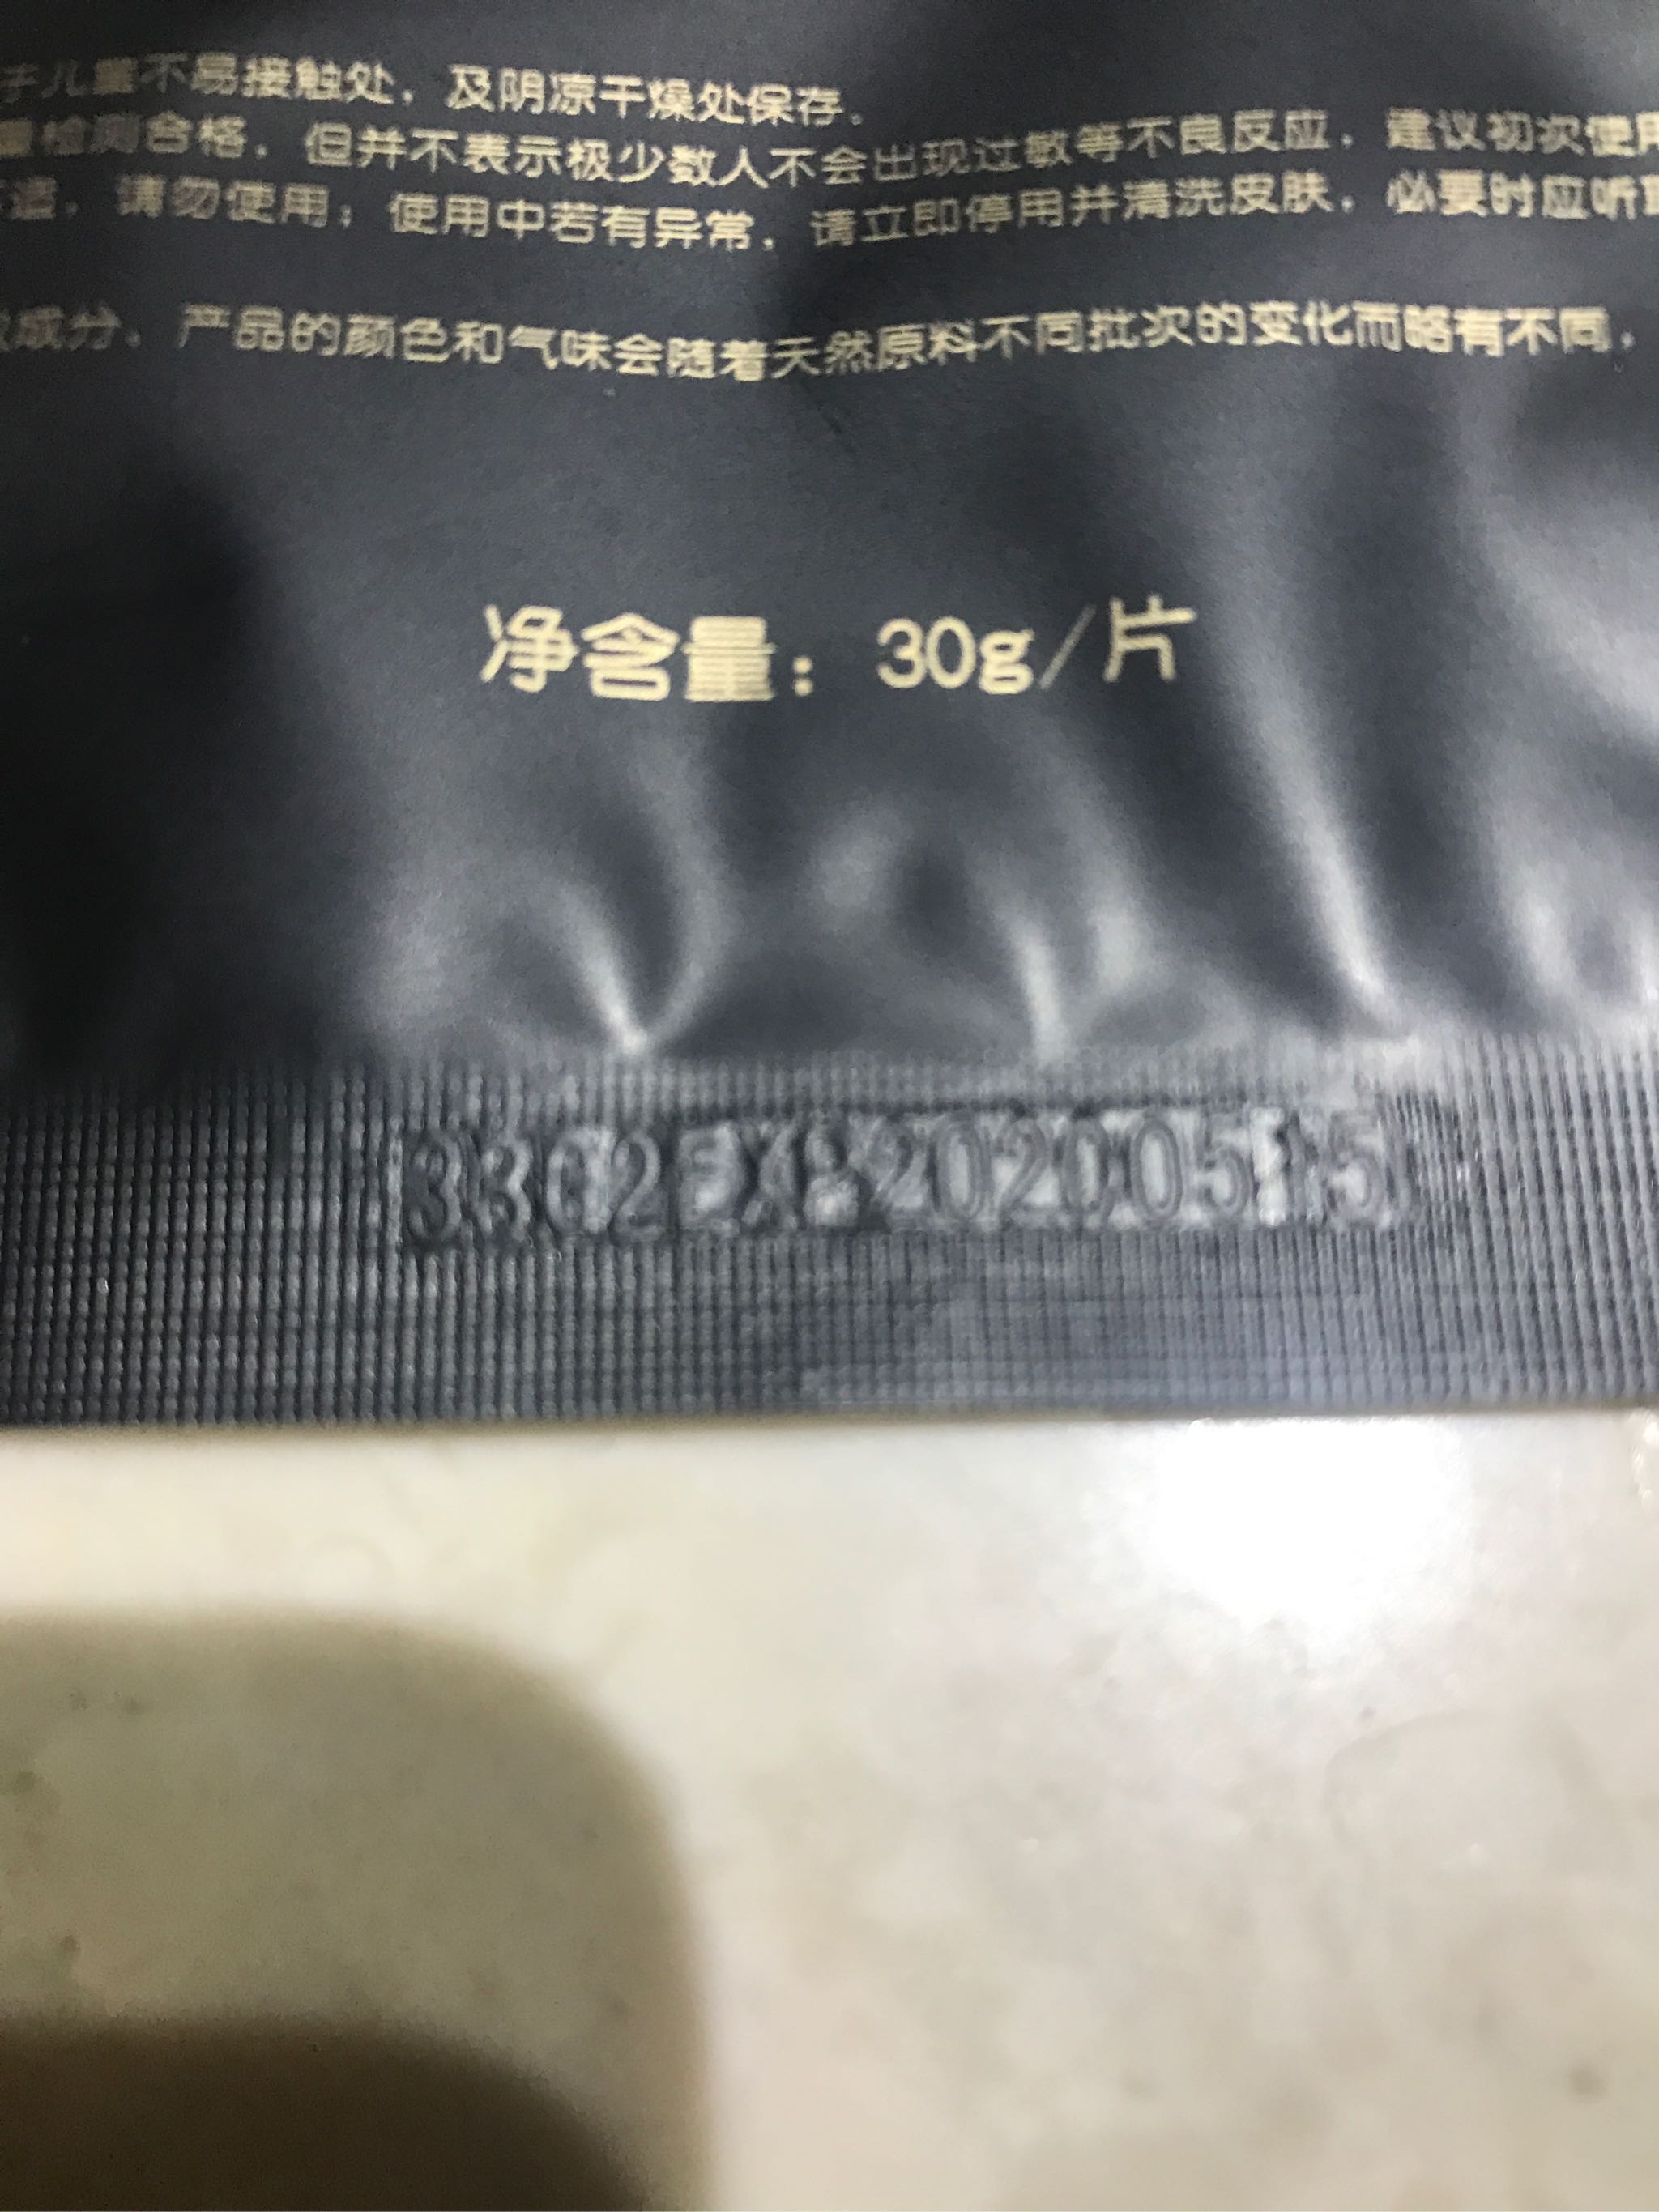 儿童不易接触处，及阴凉干燥处保存。
检测合格，但并不表示极少数人不会出现过敏等不良反应，建议初次使用
适，请勿使用；使用中若有异常，请立即停用并清洗皮肤，必要时应听
成分，产品的颜色和气味会随着天然原料不同批次的变化而略有不同，
净含量：30g/片
3302EXP20200515